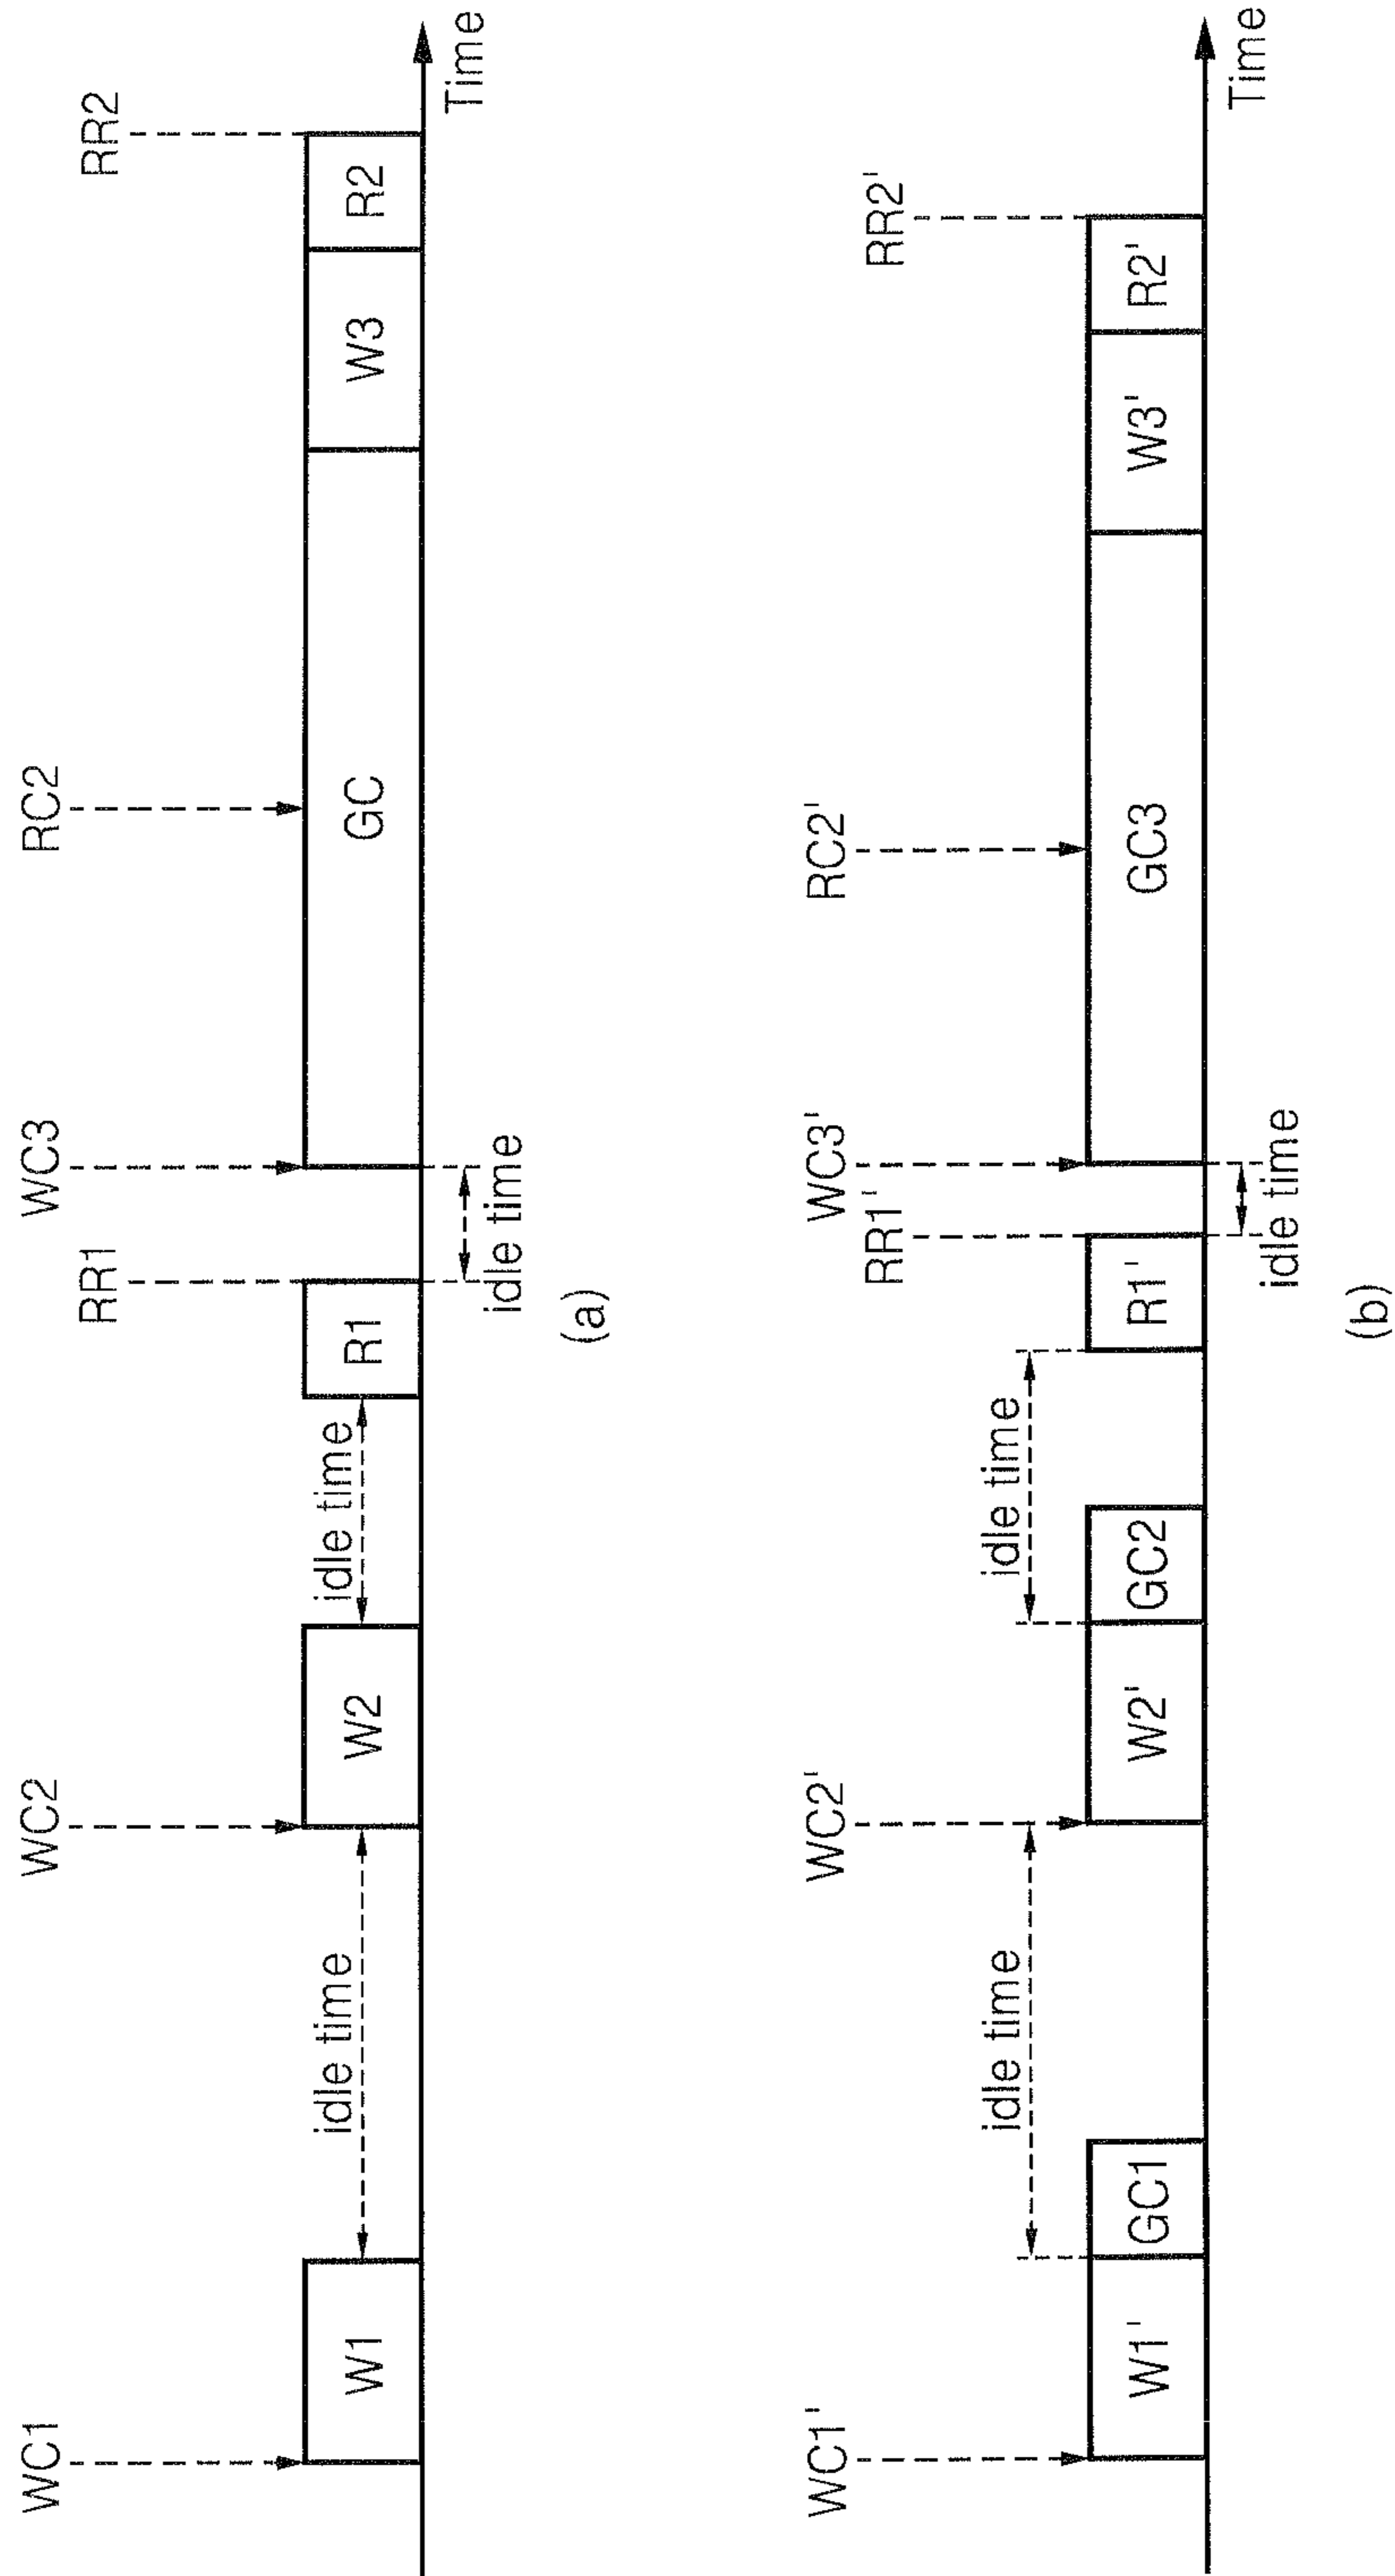 WC1
WC2
RR1
WC3
RC2
RR2
W1
idle time
W2
idle time
R1
GC
W3
R2
idle time
Time
(a)
WC1'
WC2'
RR1'
WC3'
RC2'
RR2'
idle time
idle time
W1'
GC1
W2'
GC2
R1'
GC3
W3'
R2'
idle time
Time
(b)